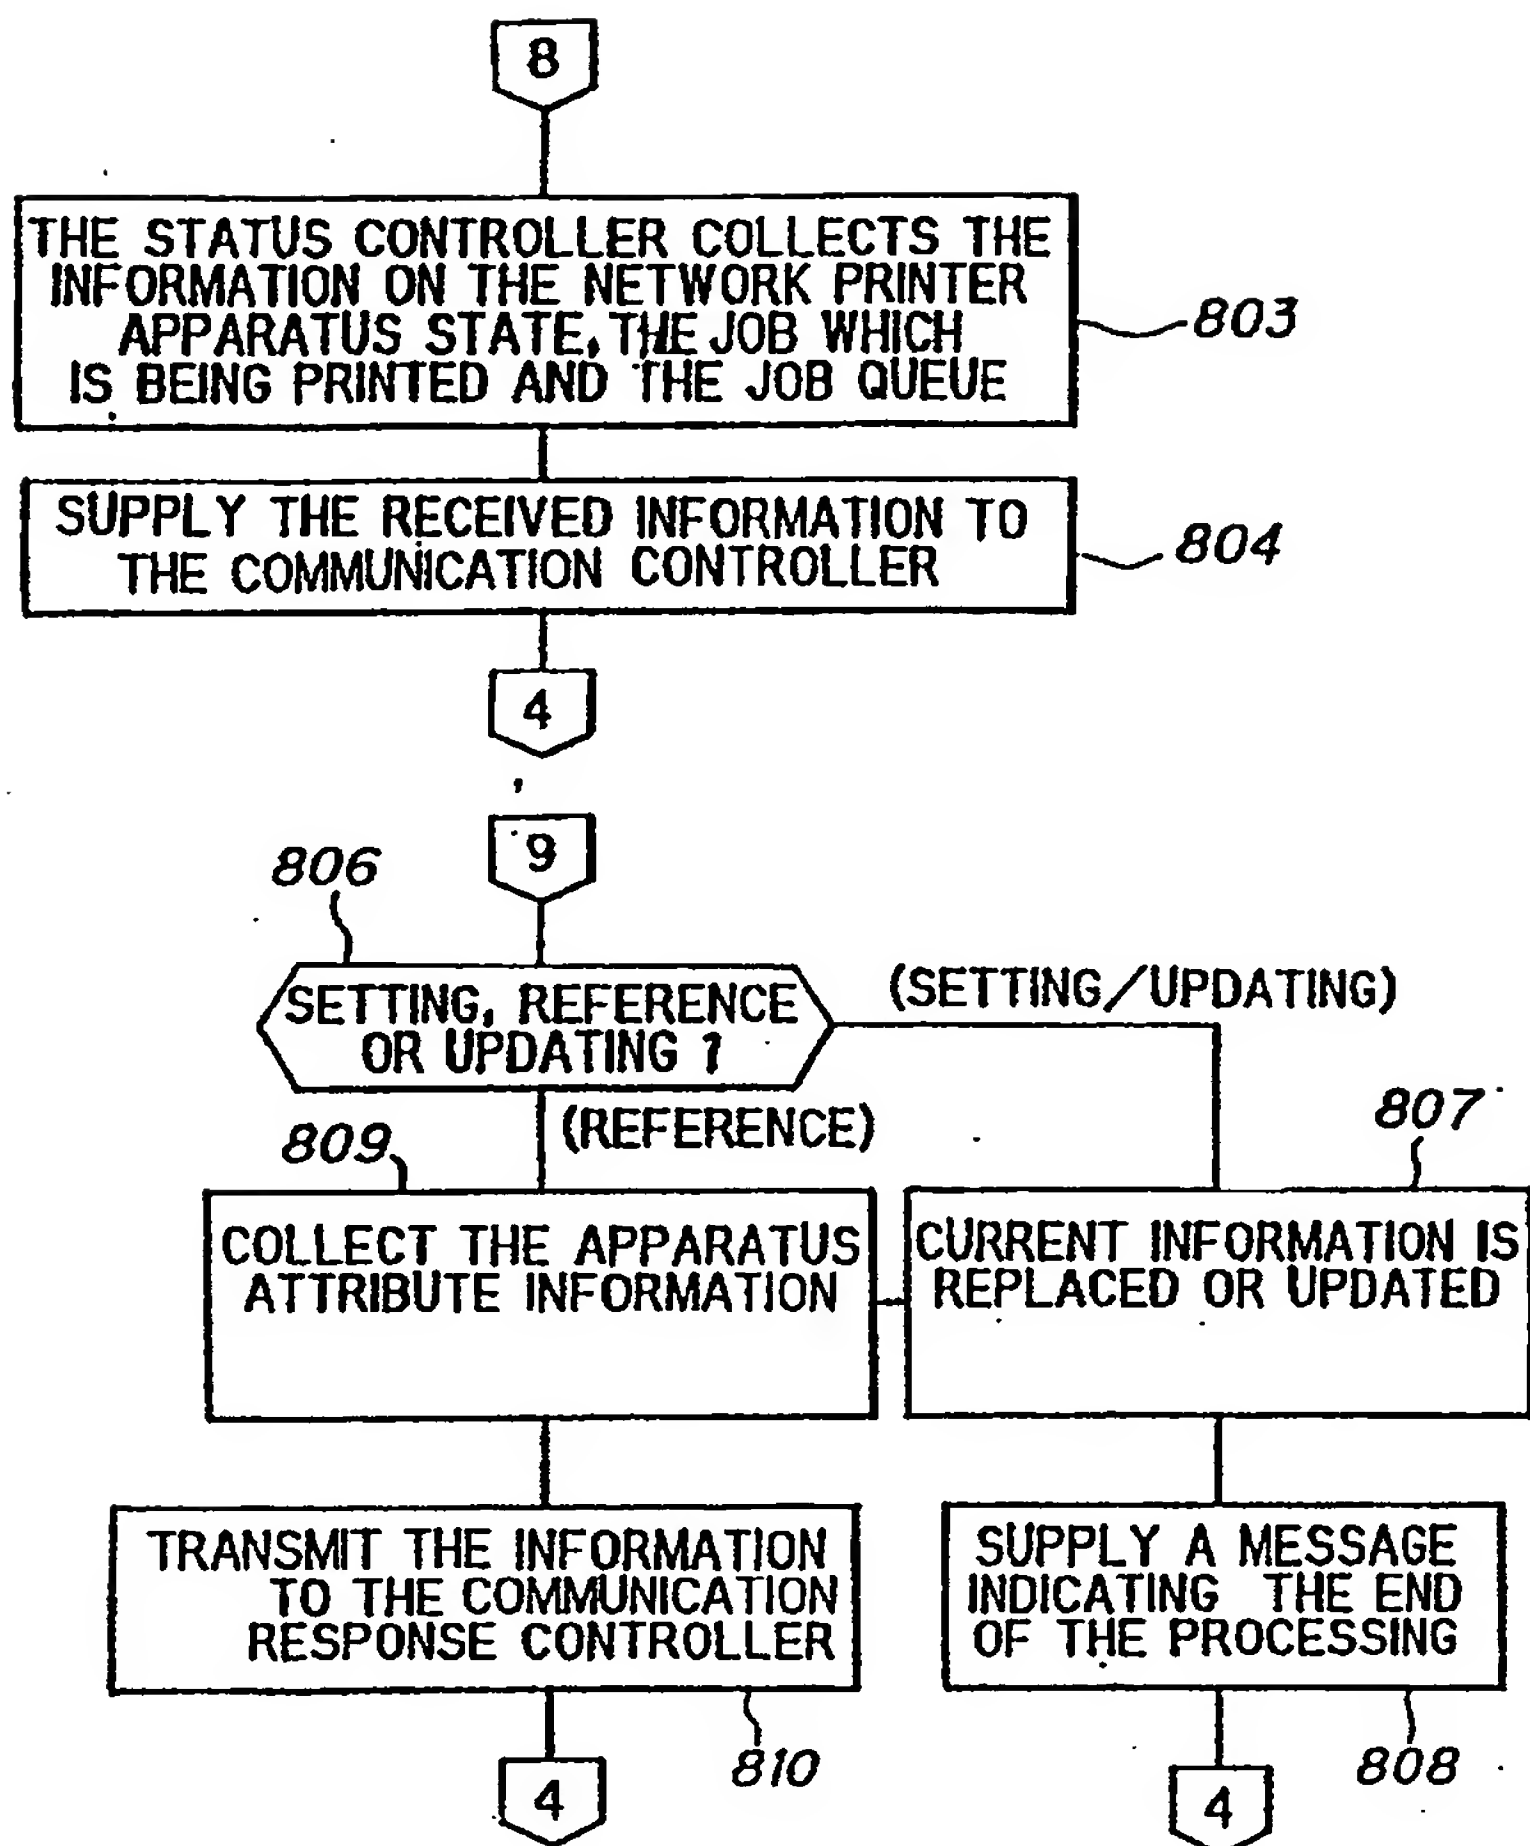 8
THE STATUS CONTROLLER COLLECTS THE
INFORMATION ON THE NETWORK PRINTER
APPARATUS STATE, THE JOB WHICH
IS BEING PRINTED AND THE JOB QUEUE
803
SUPPLY THE RECEIVED INFORMATION TO
THE COMMUNICATION CONTROLLER
804
4
9
806
SETTING, REFERENCE
OR UPDATING ?
(SETTING/UPDATING)
(REFERENCE)
809
807
COLLECT THE APPARATUS
ATTRIBUTE INFORMATION
CURRENT INFORMATION IS
REPLACED OR UPDATED
TRANSMIT THE INFORMATION
TO THE COMMUNICATION
RESPONSE CONTROLLER
810
SUPPLY A MESSAGE
INDICATING THE END
OF THE PROCESSING
808
4
4